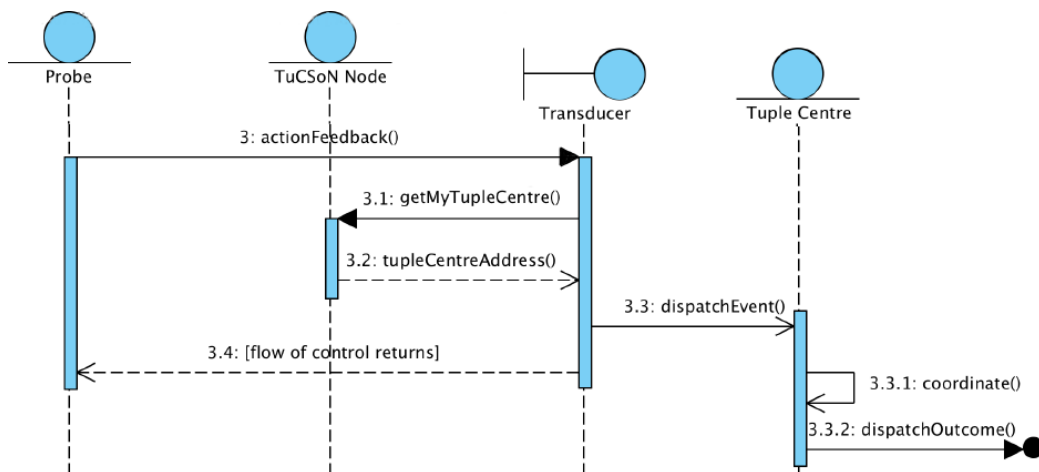 Probe
TuCSoN Node
Transducer
Tuple Centre
3: actionFeedback()
3.1: getMyTupleCentre()
3.2: tupleCentreAddress()
3.3: dispatchEvent()
3.4: [flow of control returns]
3.3.1: coordinate()
3.3.2: dispatchOutcome()